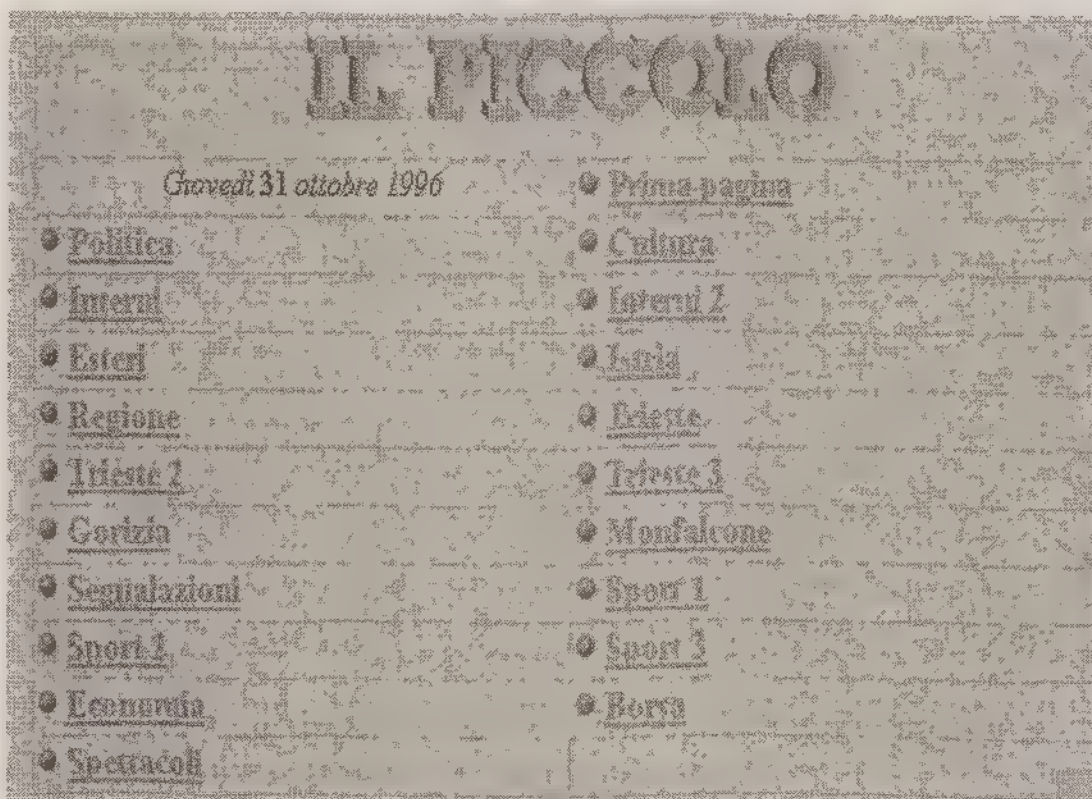 IL PICCOLO
Giovedì 31 ottobre 1996
Prima pagina
Politica
Cultura
Interni
Interni 2
Esteri
Istria
Regione
Trieste
Trieste 2
Trieste 3
Gorizia
Monfalcone
Segnalazioni
Sport 1
Sport 2
Sport 3
Economia
Borsa
Spettacoli